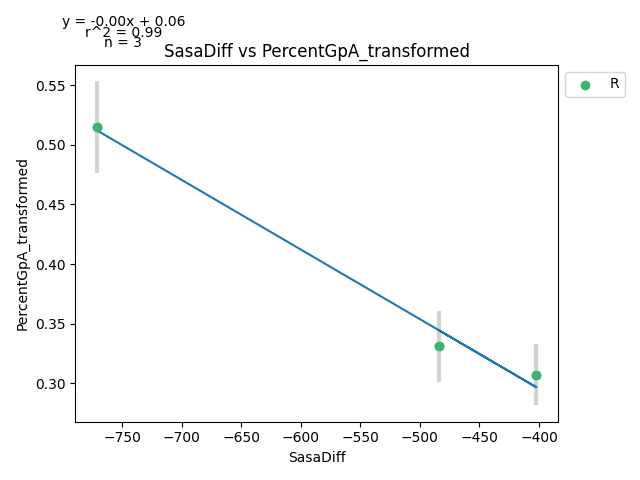 y = -0.00x + 0.06
r^2 = 0.99
n = 3
SasaDiff vs PercentGpA_transformed
R
0.55
0.50
0.45
0.40
0.35
0.30
PercentGpA_transformed
−750 −700 −650 −600 −550 −500 −450 −400
SasaDiff